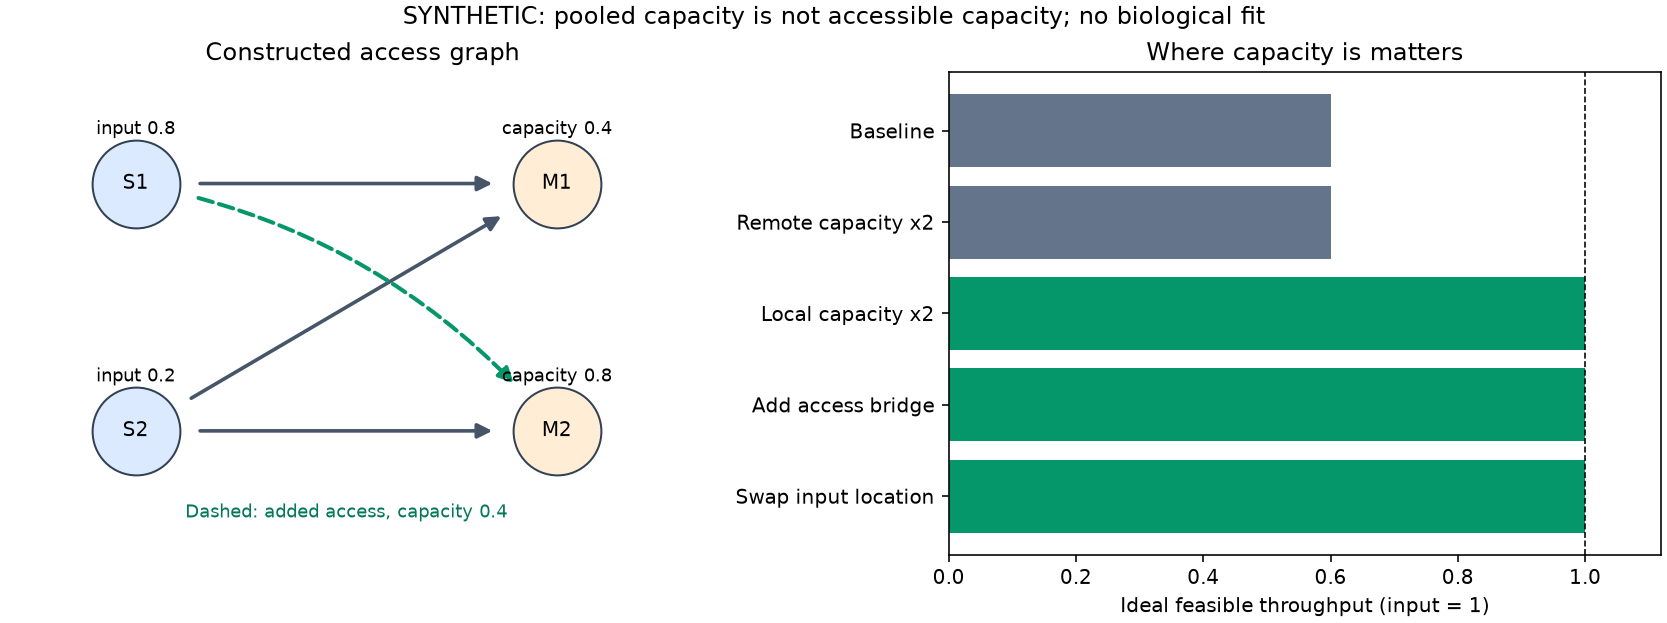 SYNTHETIC: pooled capacity is not accessible capacity; no biological fit
Constructed access graph
input 0.8
capacity 0.4
S1
M1
input 0.2
capacity 0.8
S2
M2
Dashed: added access, capacity 0.4
Where capacity is matters
Baseline
Remote capacity x2
Local capacity x2
Add access bridge
Swap input location
0.0 0.2 0.4 0.6 0.8 1.0
Ideal feasible throughput (input = 1)